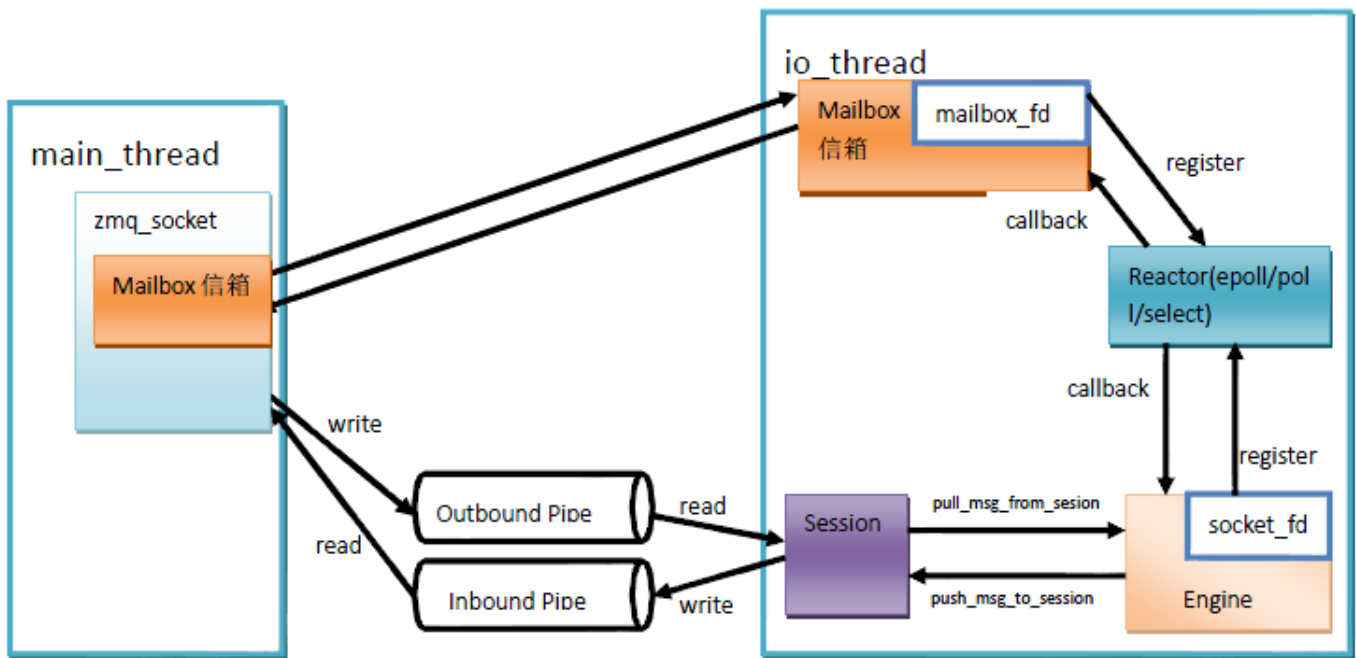 io_thread
Mailbox
信箱
mailbox_fd
main_thread
register
zmq_socket
callback
Mailbox 信箱
Reactor(epoll/pol
l/select)
callback
write
register
Outbound Pipe
read
Session
pull_msg_from_sesion
socket_fd
read
Inbound Pipe
write
push_msg_to_session
Engine